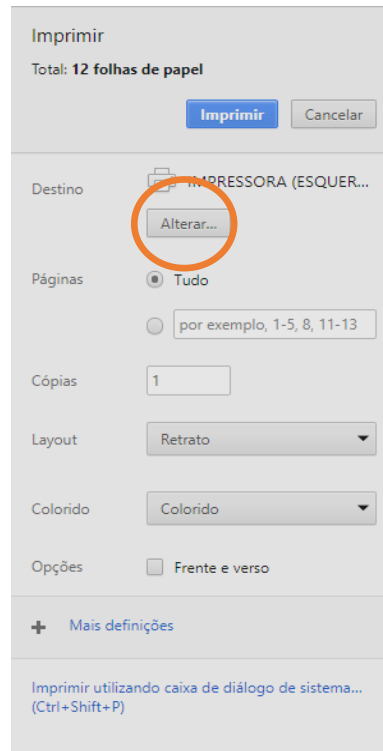 Imprimir
Total: 12 folhas de papel
Imprimir Cancelar
Destino IMPRESSORA (ESQUER...
Alterar...
Páginas Tudo
por exemplo, 1-5, 8, 11-13
Cópias 1
Layout Retrato
Colorido Colorido
Opções Frente e verso
+ Mais definições
Imprimir utilizando caixa de diálogo de sistema...
(Ctrl+Shift+P)